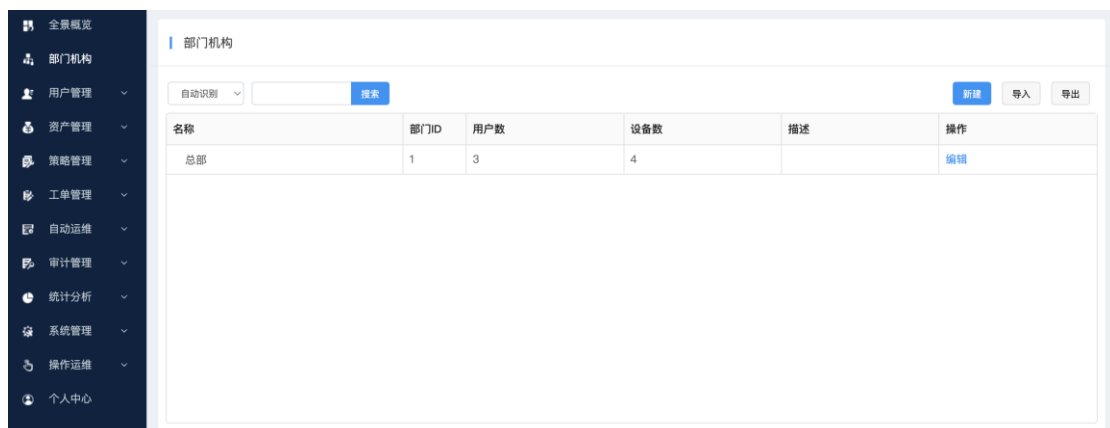 全景概览
部门机构
用户管理
资产管理
策略管理
工单管理
自动运维
审计管理
统计分析
系统管理
操作运维
个人中心
部门机构
自动识别 搜索 新建 导入 导出
名称 部门ID 用户数 设备数 描述 操作
总部 1 3 4 编辑